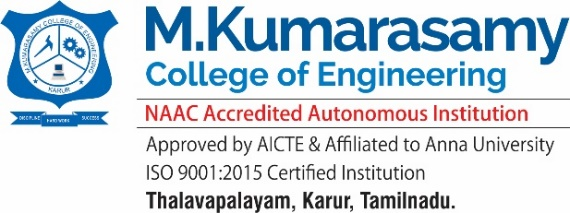 M.KUMARASAMY COLLEGE OF ENGINEERING
KARUR
DISCIPLINE HARD WORK SUCCESS
M.Kumarasamy
College of Engineering
NAAC Accredited Autonomous Institution
Approved by AICTE & Affiliated to Anna University
ISO 9001:2015 Certified Institution
Thalavapalayam, Karur, Tamilnadu.